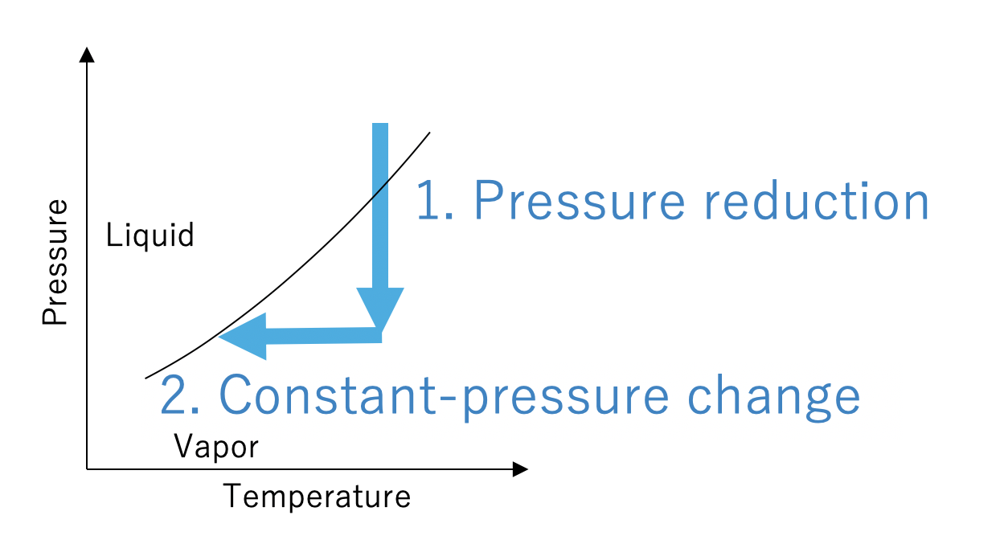 1. Pressure reduction
Liquid
Pressure
2. Constant-pressure change
Vapor
Temperature